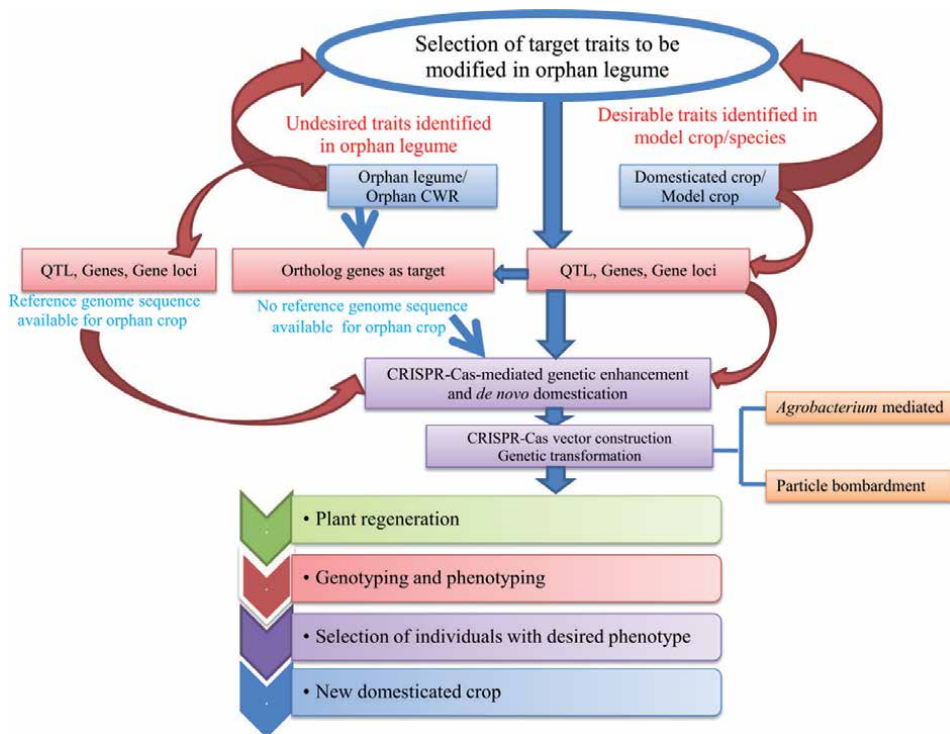 Selection of target traits to be
modified in orphan legume
Undesired traits identified
in orphan legume
Desirable traits identified in
model crop/species
Orphan legume/
Orphan CWR
Domesticated crop/
Model crop
QTL, Genes, Gene loci
Ortholog genes as target
QTL, Genes, Gene loci
Reference genome sequence
available for orphan crop
No reference genome sequence
available for orphan crop
CRISPR-Cas-mediated genetic enhancement
and de novo domestication
CRISPR-Cas vector construction
Genetic transformation
Agrobacterium mediated
Particle bombardment
• Plant regeneration
• Genotyping and phenotyping
• Selection of individuals with desired phenotype
• New domesticated crop